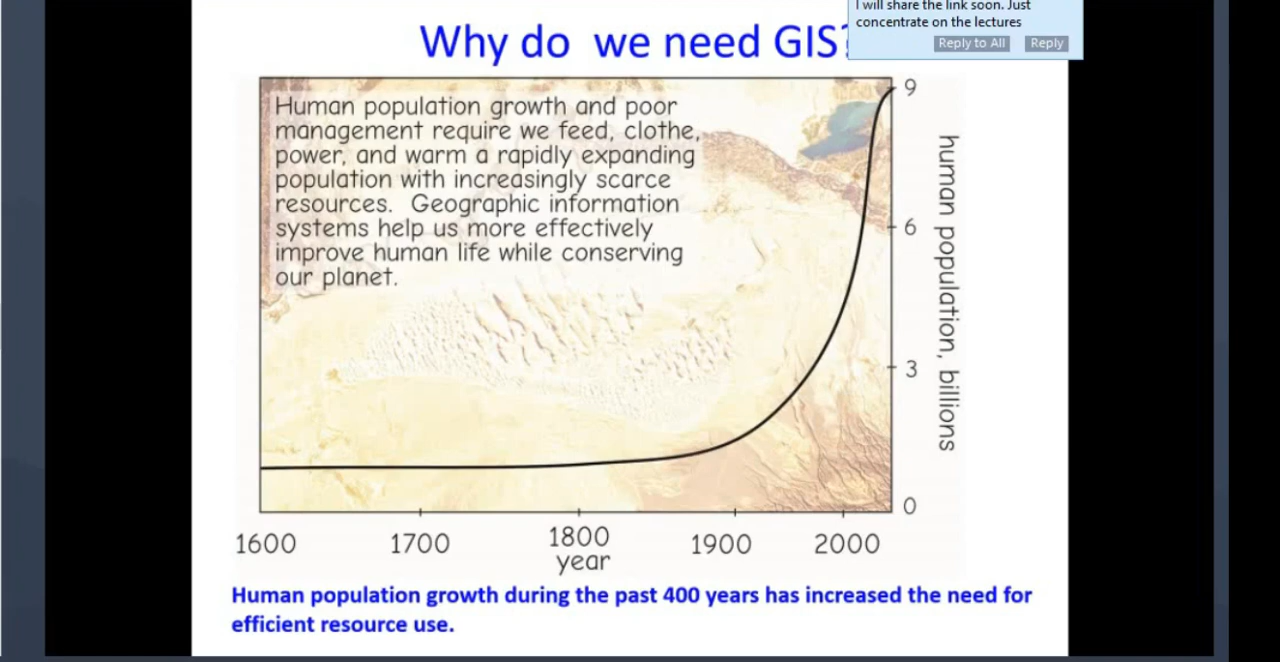 I will share the link soon. Just
concentrate on the lectures
Reply to All Reply
Why do we need GIS?
Human population growth and poor
management require we feed, clothe,
power, and warm a rapidly expanding
population with increasingly scarce
resources. Geographic information
systems help us more effectively
improve human life while conserving
our planet.
9
6
3
0
human population, billions
1600 1700 1800 1900 2000
year
Human population growth during the past 400 years has increased the need for
efficient resource use.